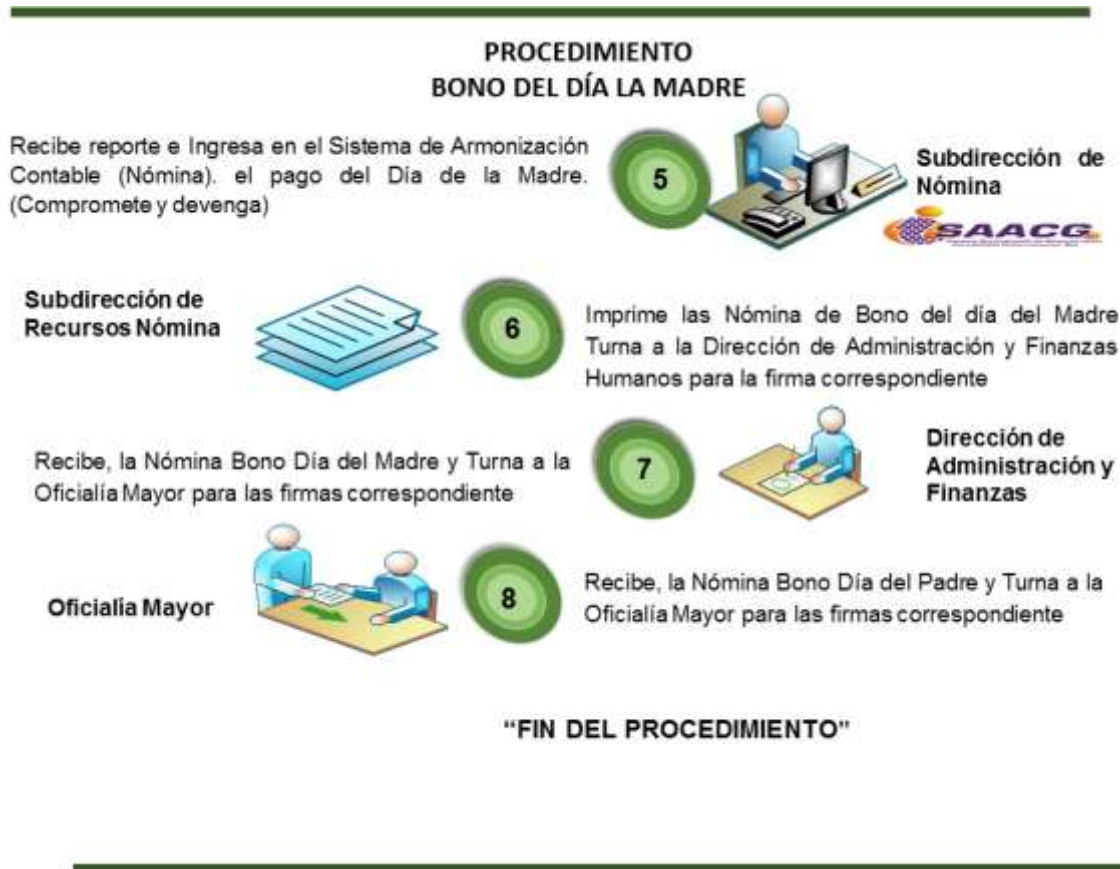 PROCEDIMIENTO
BONO DEL DÍA LA MADRE
Recibe reporte e Ingresa en el Sistema de Armonización
Contable (Nómina). el pago del Día de la Madre.
(Compromete y devenga)
5
Subdirección de
Nómina
SAACG
Subdirección de
Recursos Nómina
6
Imprime las Nómina de Bono del día del Madre
Turna a la Dirección de Administración y Finanzas
Humanos para la firma correspondiente
Recibe, la Nómina Bono Día del Madre y Turna a la
Oficialía Mayor para las firmas correspondiente
7
Dirección de
Administración y
Finanzas
Oficialía Mayor
8
Recibe, la Nómina Bono Día del Padre y Turna a la
Oficialía Mayor para las firmas correspondiente
“FIN DEL PROCEDIMIENTO”